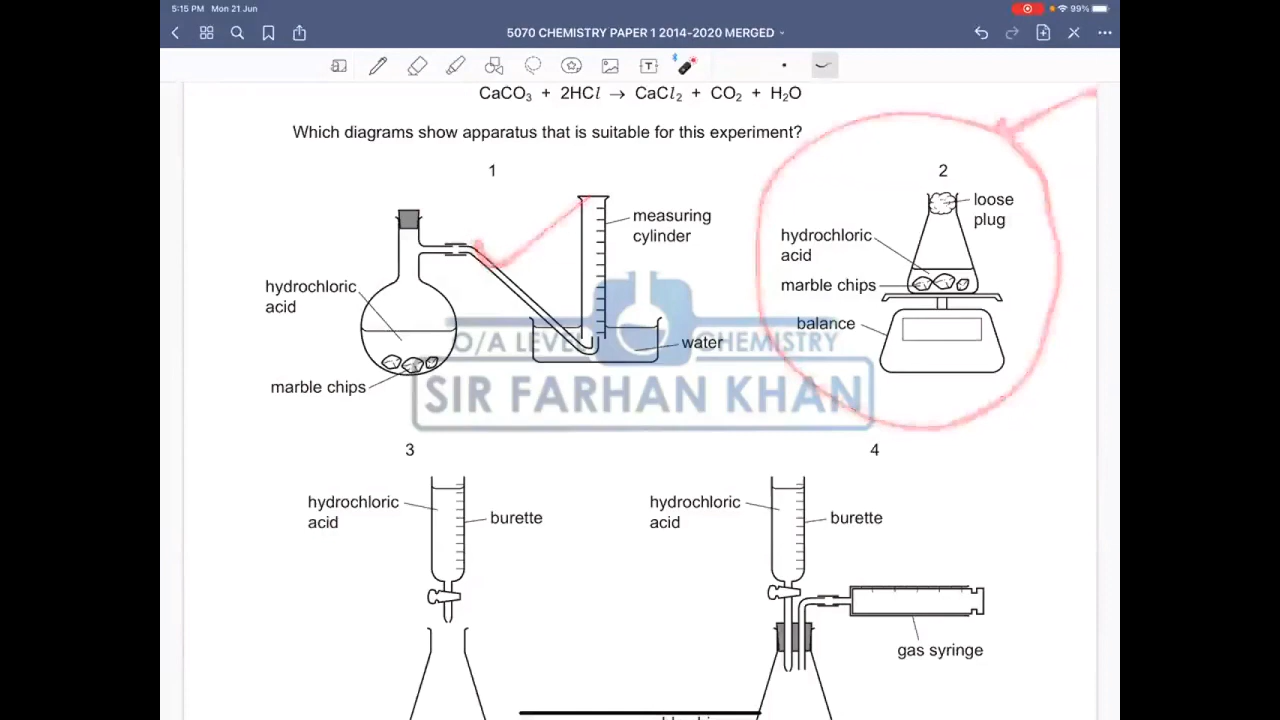 5:15 PM Mon 21 Jun
99%
5070 CHEMISTRY PAPER 1 2014-2020 MERGED
CaCO₃ + 2HCl → CaCl₂ + CO₂ + H₂O
Which diagrams show apparatus that is suitable for this experiment?
1
2
measuring
cylinder
loose
plug
hydrochloric
acid
marble chips
balance
hydrochloric
acid
marble chips
water
O/A LEVEL CHEMISTRY
SIR FARHAN KHAN
3
4
hydrochloric
acid
burette
hydrochloric
acid
burette
gas syringe